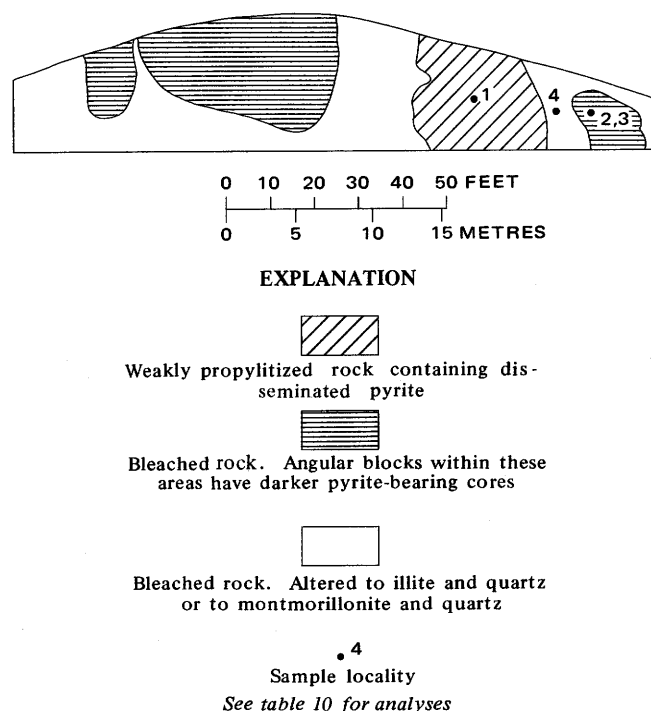 1
4
2,3
0 10 20 30 40 50 FEET
0 5 10 15 METRES
EXPLANATION
Weakly propylitized rock containing dis-
seminated pyrite
Bleached rock. Angular blocks within these
areas have darker pyrite-bearing cores
Bleached rock. Altered to illite and quartz
or to montmorillonite and quartz
4
Sample locality
See table 10 for analyses